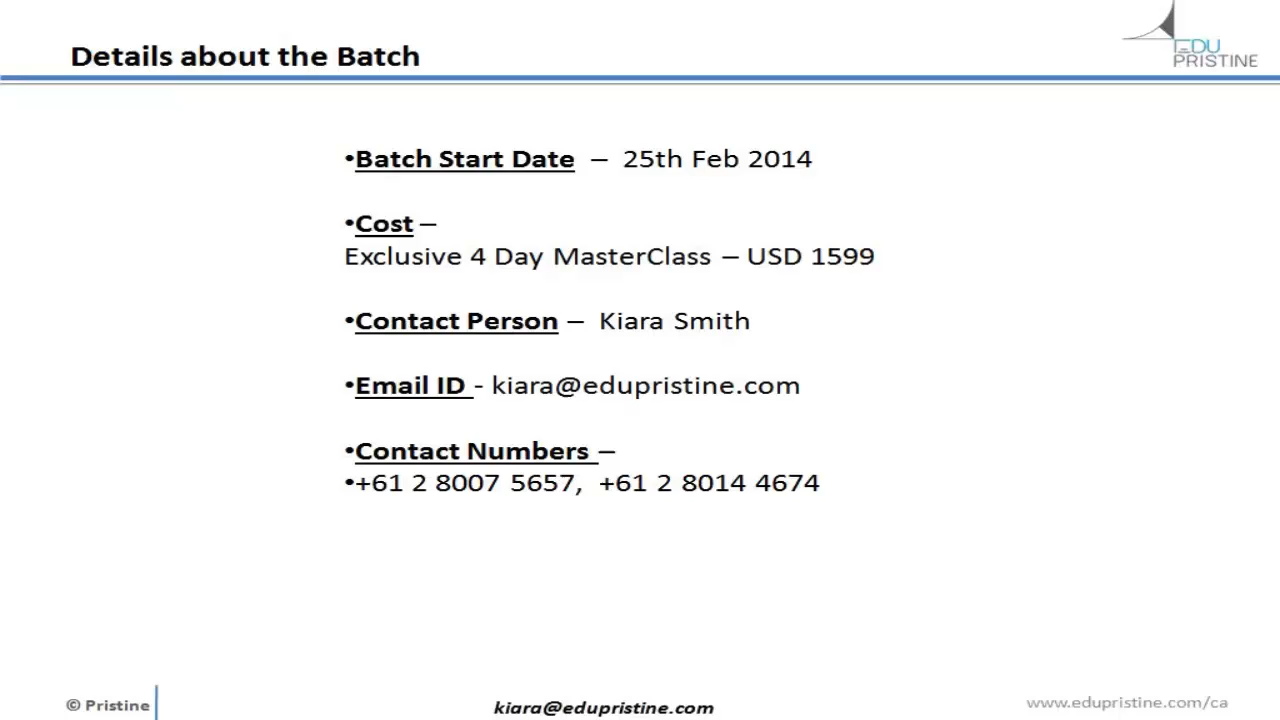 Details about the Batch
EDU
PRISTINE
•Batch Start Date – 25th Feb 2014
•Cost –
Exclusive 4 Day MasterClass – USD 1599
•Contact Person – Kiara Smith
•Email ID - kiara@edupristine.com
•Contact Numbers –
•+61 2 8007 5657, +61 2 8014 4674
© Pristine
kiara@edupristine.com
www.edupristine.com/ca